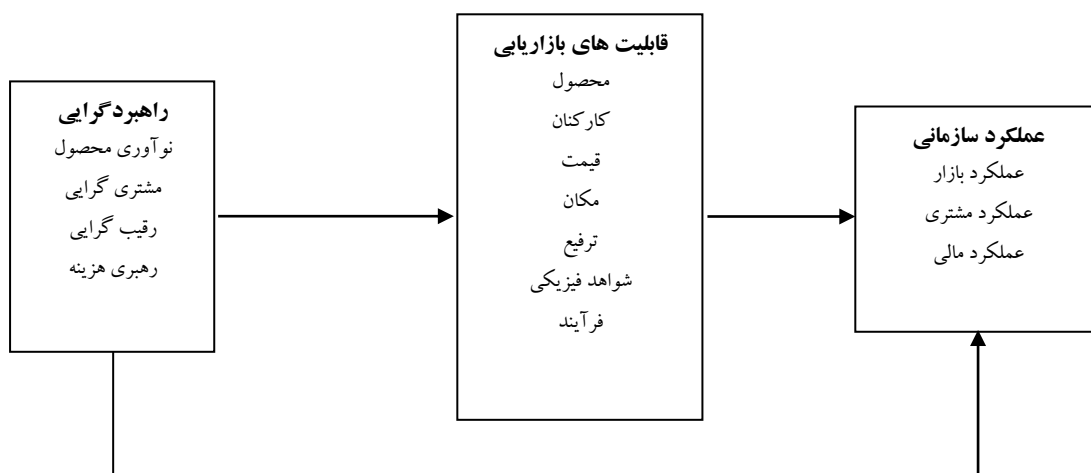 راهبردگرایی
نوآوری محصول
مشتری گرایی
رقیب گرایی
رهبری هزینه
قابلیت های بازاریابی
محصول
کارکنان
قیمت
مکان
ترفیع
شواهد فیزیکی
فرآیند
عملکرد سازمانی
عملکرد بازار
عملکرد مشتری
عملکرد مالی